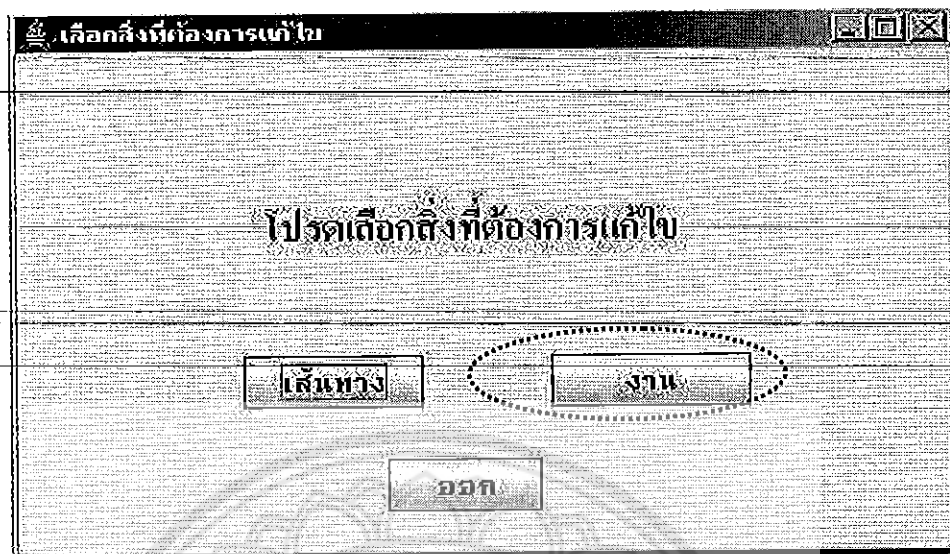 เลือกสิ่งที่ต้องการแก้ไข
โปรดเลือกสิ่งที่ต้องการแก้ไข
เส้นทาง งาน
ออก